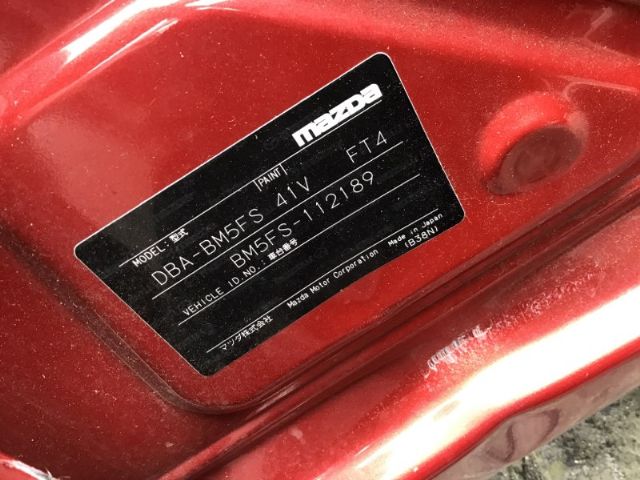 mazda
MODEL: 型式 PAINT
DBA-BM5FS 41V FT4
BM5FS-112189
VEHICLE ID.NO.: 車台番号
マツダ株式会社 Mazda Motor Corporation Made in Japan
(B38N)